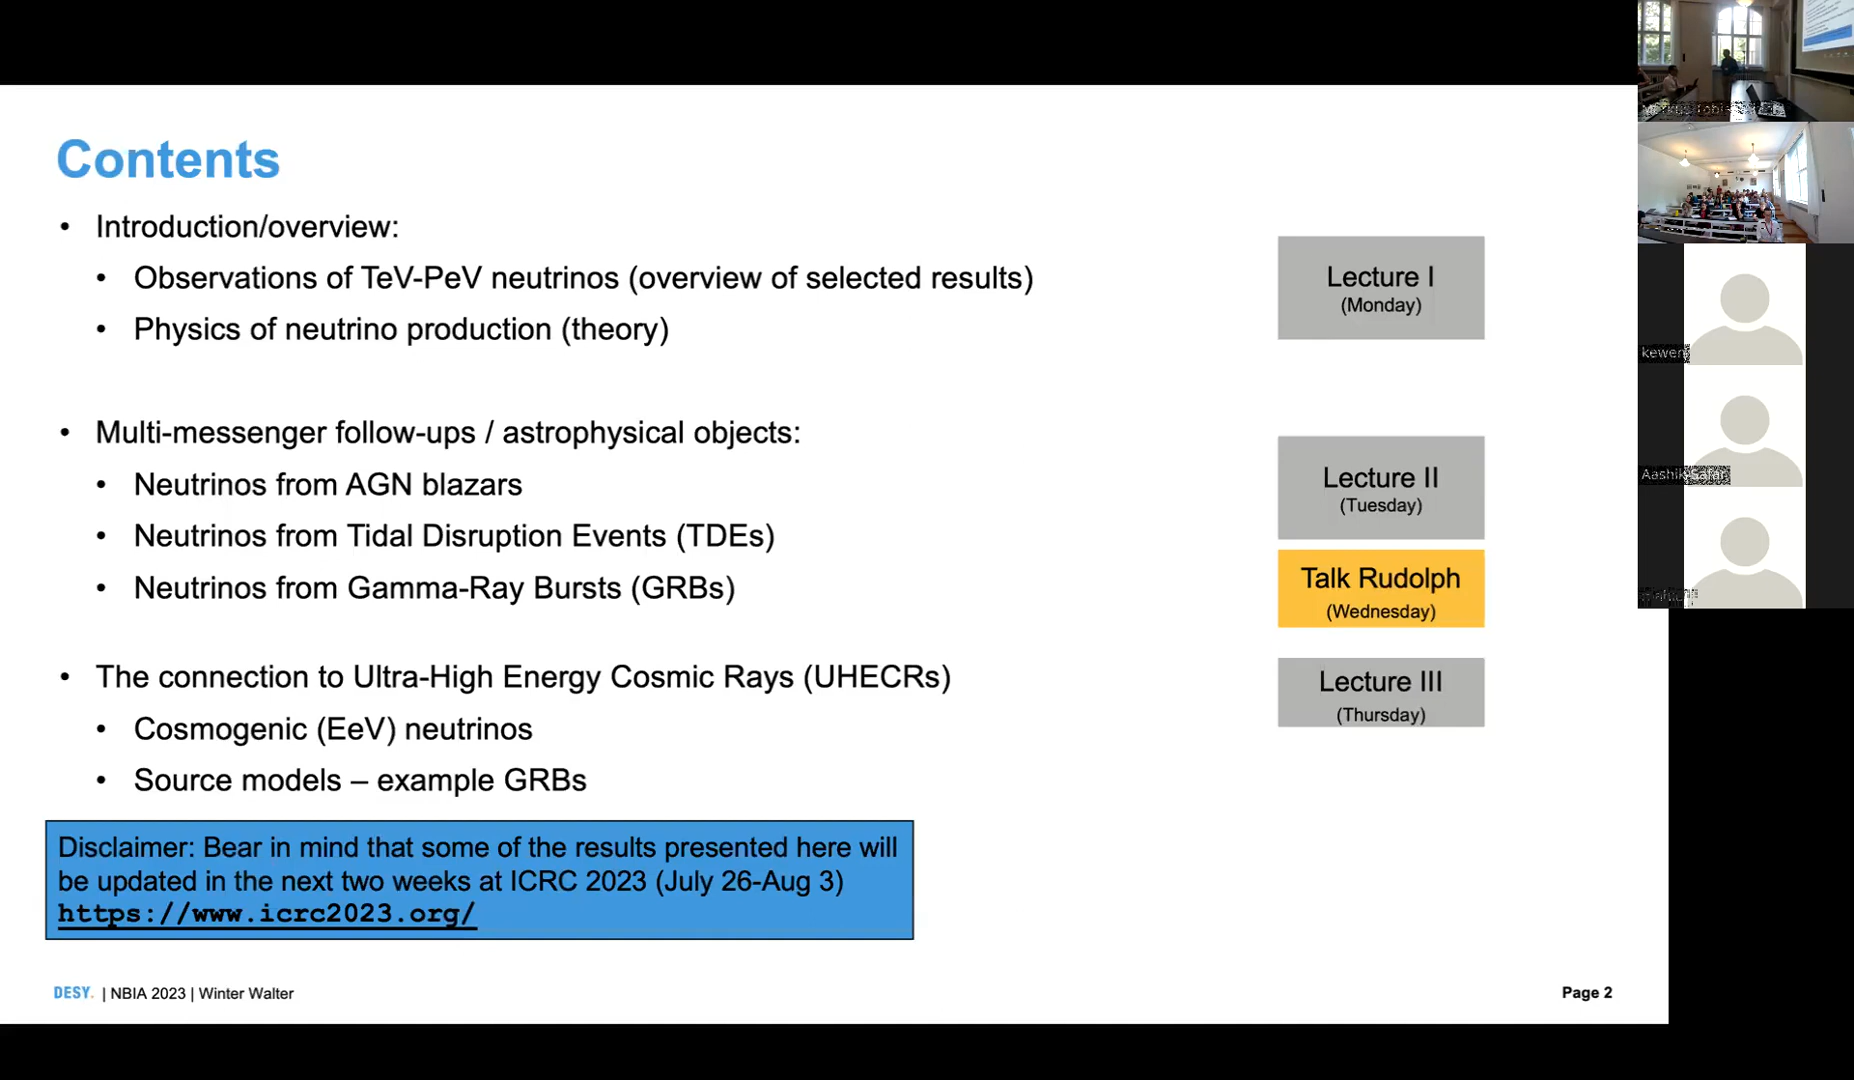 Contents
• Introduction/overview:
• Observations of TeV-PeV neutrinos (overview of selected results)
• Physics of neutrino production (theory)
Lecture I
(Monday)
• Multi-messenger follow-ups / astrophysical objects:
• Neutrinos from AGN blazars
• Neutrinos from Tidal Disruption Events (TDEs)
• Neutrinos from Gamma-Ray Bursts (GRBs)
Lecture II
(Tuesday)
Talk Rudolph
(Wednesday)
• The connection to Ultra-High Energy Cosmic Rays (UHECRs)
• Cosmogenic (EeV) neutrinos
• Source models – example GRBs
Lecture III
(Thursday)
Disclaimer: Bear in mind that some of the results presented here will
be updated in the next two weeks at ICRC 2023 (July 26-Aug 3)
https://www.icrc2023.org/
DESY. | NBIA 2023 | Winter Walter
Page 2